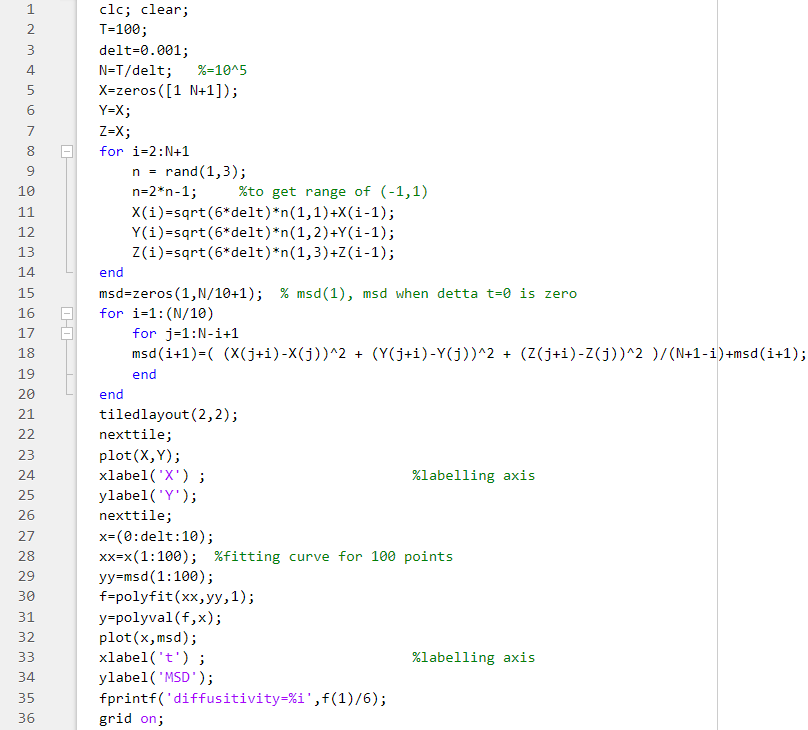 1 clc; clear;
2 T=100;
3 delt=0.001;
4 N=T/delt;   %=10^5
5 X=zeros([1 N+1]);
6 Y=X;
7 Z=X;
8 for i=2:N+1
9     n = rand(1,3);
10     n=2*n-1;     %to get range of (-1,1)
11     X(i)=sqrt(6*delt)*n(1,1)+X(i-1);
12     Y(i)=sqrt(6*delt)*n(1,2)+Y(i-1);
13     Z(i)=sqrt(6*delt)*n(1,3)+Z(i-1);
14 end
15 msd=zeros(1,N/10+1);  % msd(1), msd when detta t=0 is zero
16 for i=1:(N/10)
17     for j=1:N-i+1
18     msd(i+1)=( (X(j+i)-X(j))^2 + (Y(j+i)-Y(j))^2 + (Z(j+i)-Z(j))^2 )/(N+1-i)+msd(i+1);
19     end
20 end
21 tiledlayout(2,2);
22 nexttile;
23 plot(X,Y);
24 xlabel('X') ;                         %labelling axis
25 ylabel('Y');
26 nexttile;
27 x=(0:delt:10);
28 xx=x(1:100);  %fitting curve for 100 points
29 yy=msd(1:100);
30 f=polyfit(xx,yy,1);
31 y=polyval(f,x);
32 plot(x,msd);
33 xlabel('t') ;                         %labelling axis
34 ylabel('MSD');
35 fprintf('diffusitivity=%i',f(1)/6);
36 grid on;